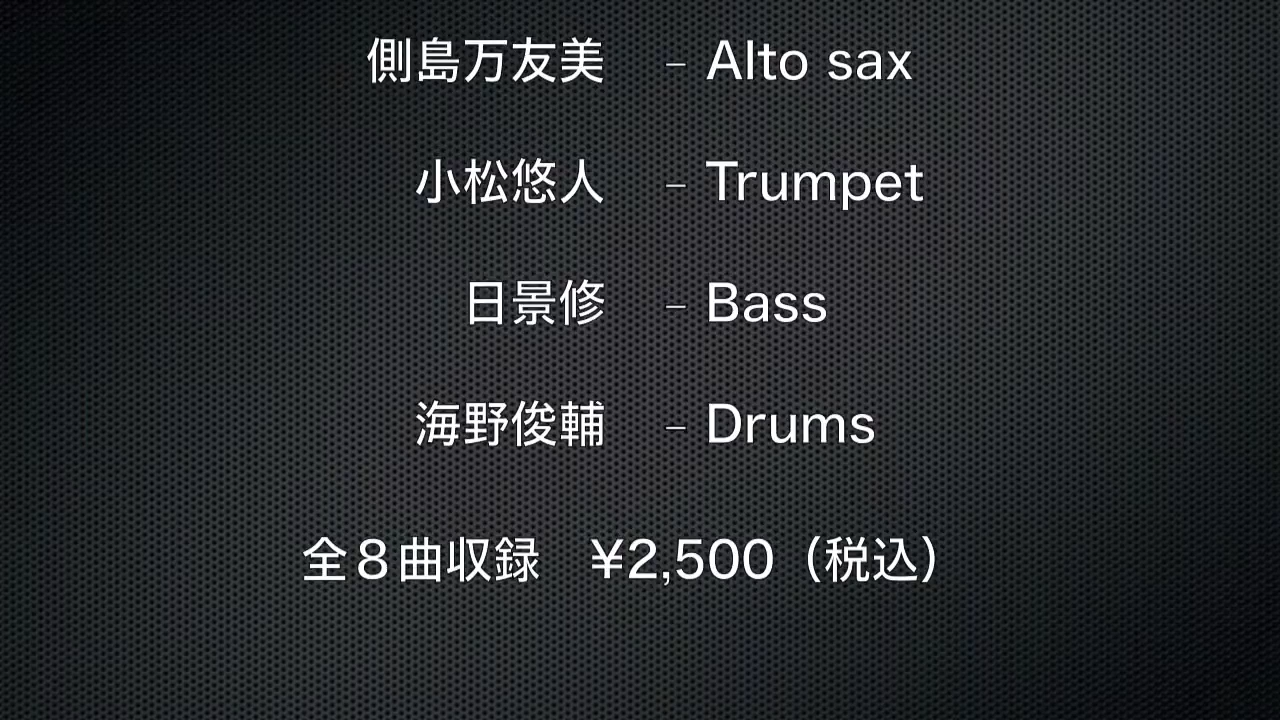 側島万友美 – Alto sax
小松悠人 – Trumpet
日景修 – Bass
海野俊輔 – Drums
全８曲収録　¥2,500（税込）